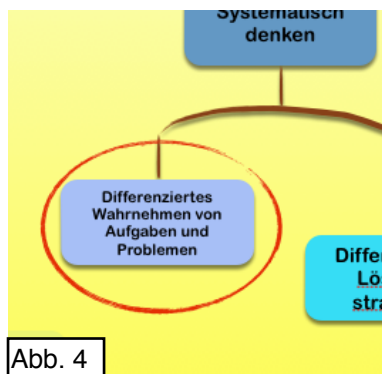 Systematisch
denken
Differenziertes
Wahrnehmen von
Aufgaben und
Problemen
Abb. 4